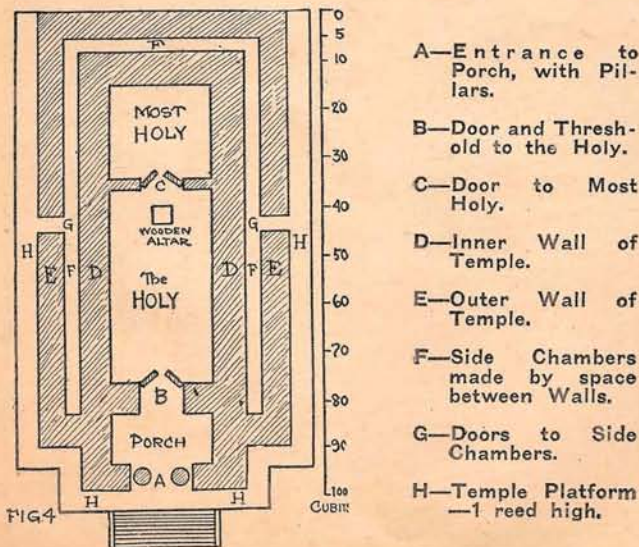 F
MOST
HOLY
C
WOODEN
ALTAR
G
G
H
E
F
D
The
HOLY
D
F
E
H
B
PORCH
A
H
H
FIG.4
0
5
10
20
30
40
50
60
70
80
90
100
CUBITS
A—Entrance to
Porch, with Pil-
lars.
B—Door and Thresh-
old to the Holy.
C—Door to Most
Holy.
D—Inner Wall of
Temple.
E—Outer Wall of
Temple.
F—Side Chambers
made by space
between Walls.
G—Doors to Side
Chambers.
H—Temple Platform
—1 reed high.